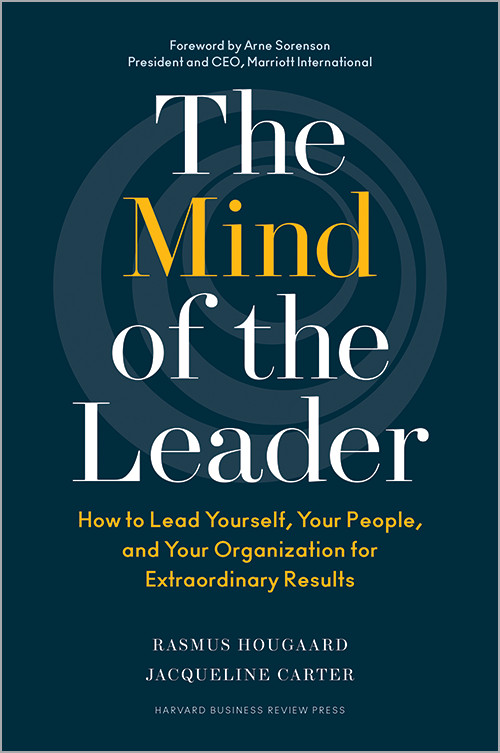 Foreword by Arne Sorenson
President and CEO, Marriott International
The
Mind
of the
Leader
How to Lead Yourself, Your People,
and Your Organization for
Extraordinary Results
RASMUS HOUGAARD
JACQUELINE CARTER
HARVARD BUSINESS REVIEW PRESS